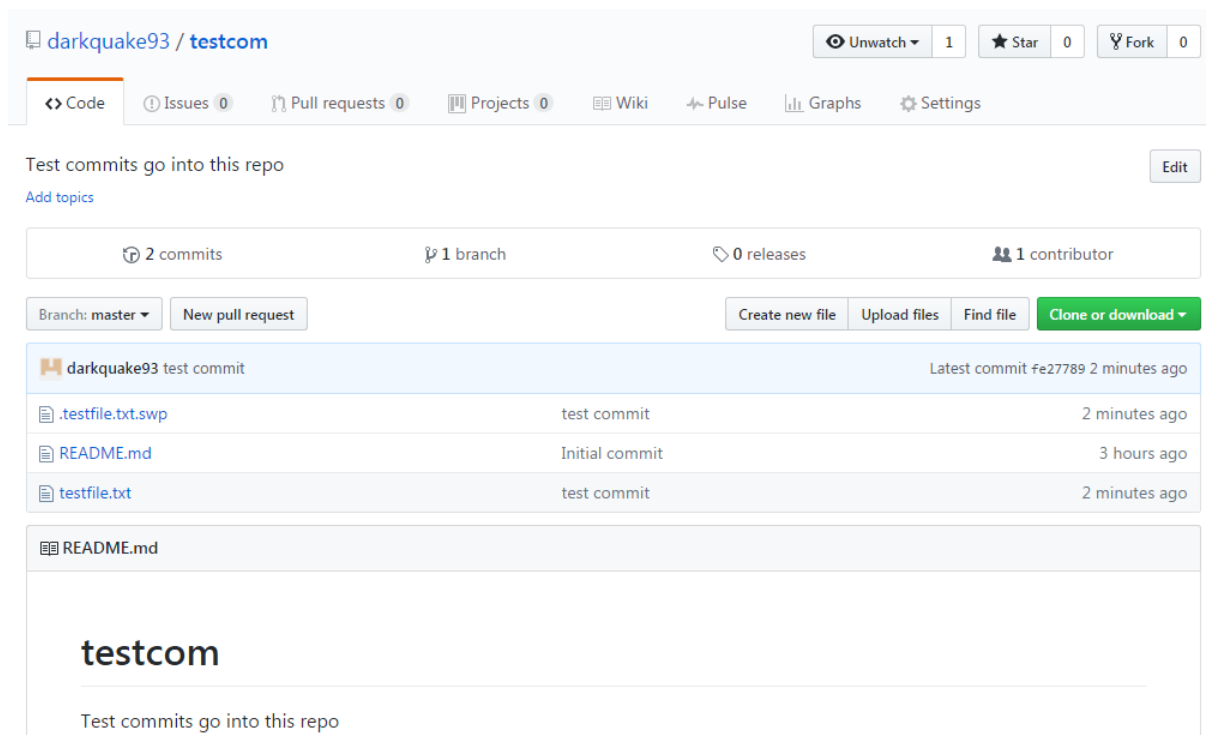 darkquake93 / testcom Unwatch 1 Star 0 Fork 0
Code Issues 0 Pull requests 0 Projects 0 Wiki Pulse Graphs Settings
Test commits go into this repo Edit
Add topics
2 commits 1 branch 0 releases 1 contributor
Branch: master New pull request Create new file Upload files Find file Clone or download
darkquake93 test commit Latest commit fe27789 2 minutes ago
.testfile.txt.swp test commit 2 minutes ago
README.md Initial commit 3 hours ago
testfile.txt test commit 2 minutes ago
README.md
testcom
Test commits go into this repo